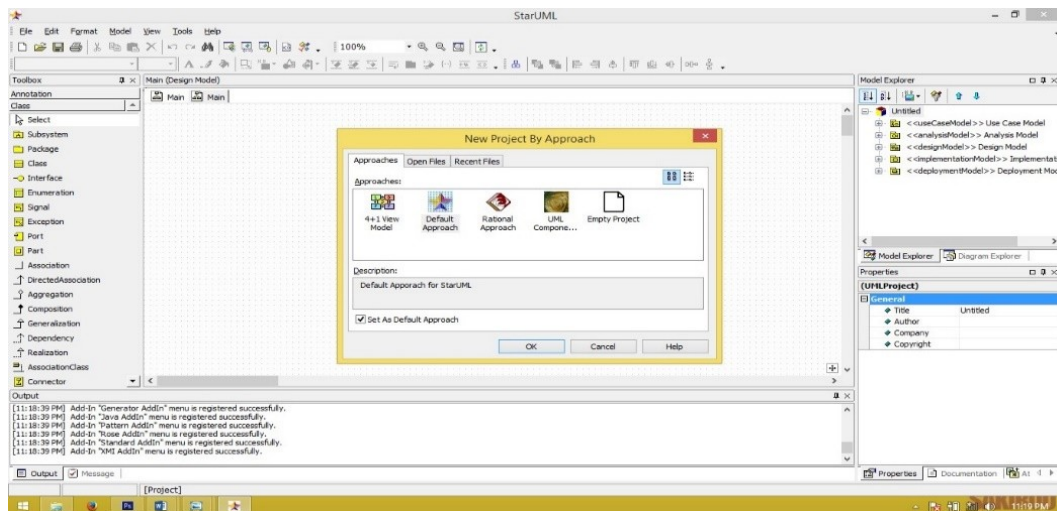 StarUML
File Edit Format Model View Tools Help
100%
Toolbox
Annotation
Class
Select
Subsystem
Package
Class
Interface
Enumeration
Signal
Exception
Port
Part
Association
DirectedAssociation
Aggregation
Composition
Generalization
Dependency
Realization
AssociationClass
Connector
Main (Design Model)
Main Main
New Project By Approach
Approaches Open Files Recent Files
Approaches:
4+1 View Model
Default Approach
Rational Approach
UML Compone...
Empty Project
Description:
Default Apporach for StarUML
Set As Default Approach
OK Cancel Help
Model Explorer
Untitled
<<useCaseModel>> Use Case Model
<<analysisModel>> Analysis Model
<<designModel>> Design Model
<<implementationModel>> Implementat
<<deploymentModel>> Deployment Moc
Model Explorer Diagram Explorer
Properties
(UMLProject)
General
Title Untitled
Author
Company
Copyright
Output
[11:18:39 PM] Add-In "Generator AddIn" menu is registered successfully.
[11:18:39 PM] Add-In "Java AddIn" menu is registered successfully.
[11:18:39 PM] Add-In "Pattern AddIn" menu is registered successfully.
[11:18:39 PM] Add-In "Rose AddIn" menu is registered successfully.
[11:18:39 PM] Add-In "Standard AddIn" menu is registered successfully.
[11:18:39 PM] Add-In "XMI AddIn" menu is registered successfully.
Output Message
Properties Documentation At
[Project]
11:19 PM